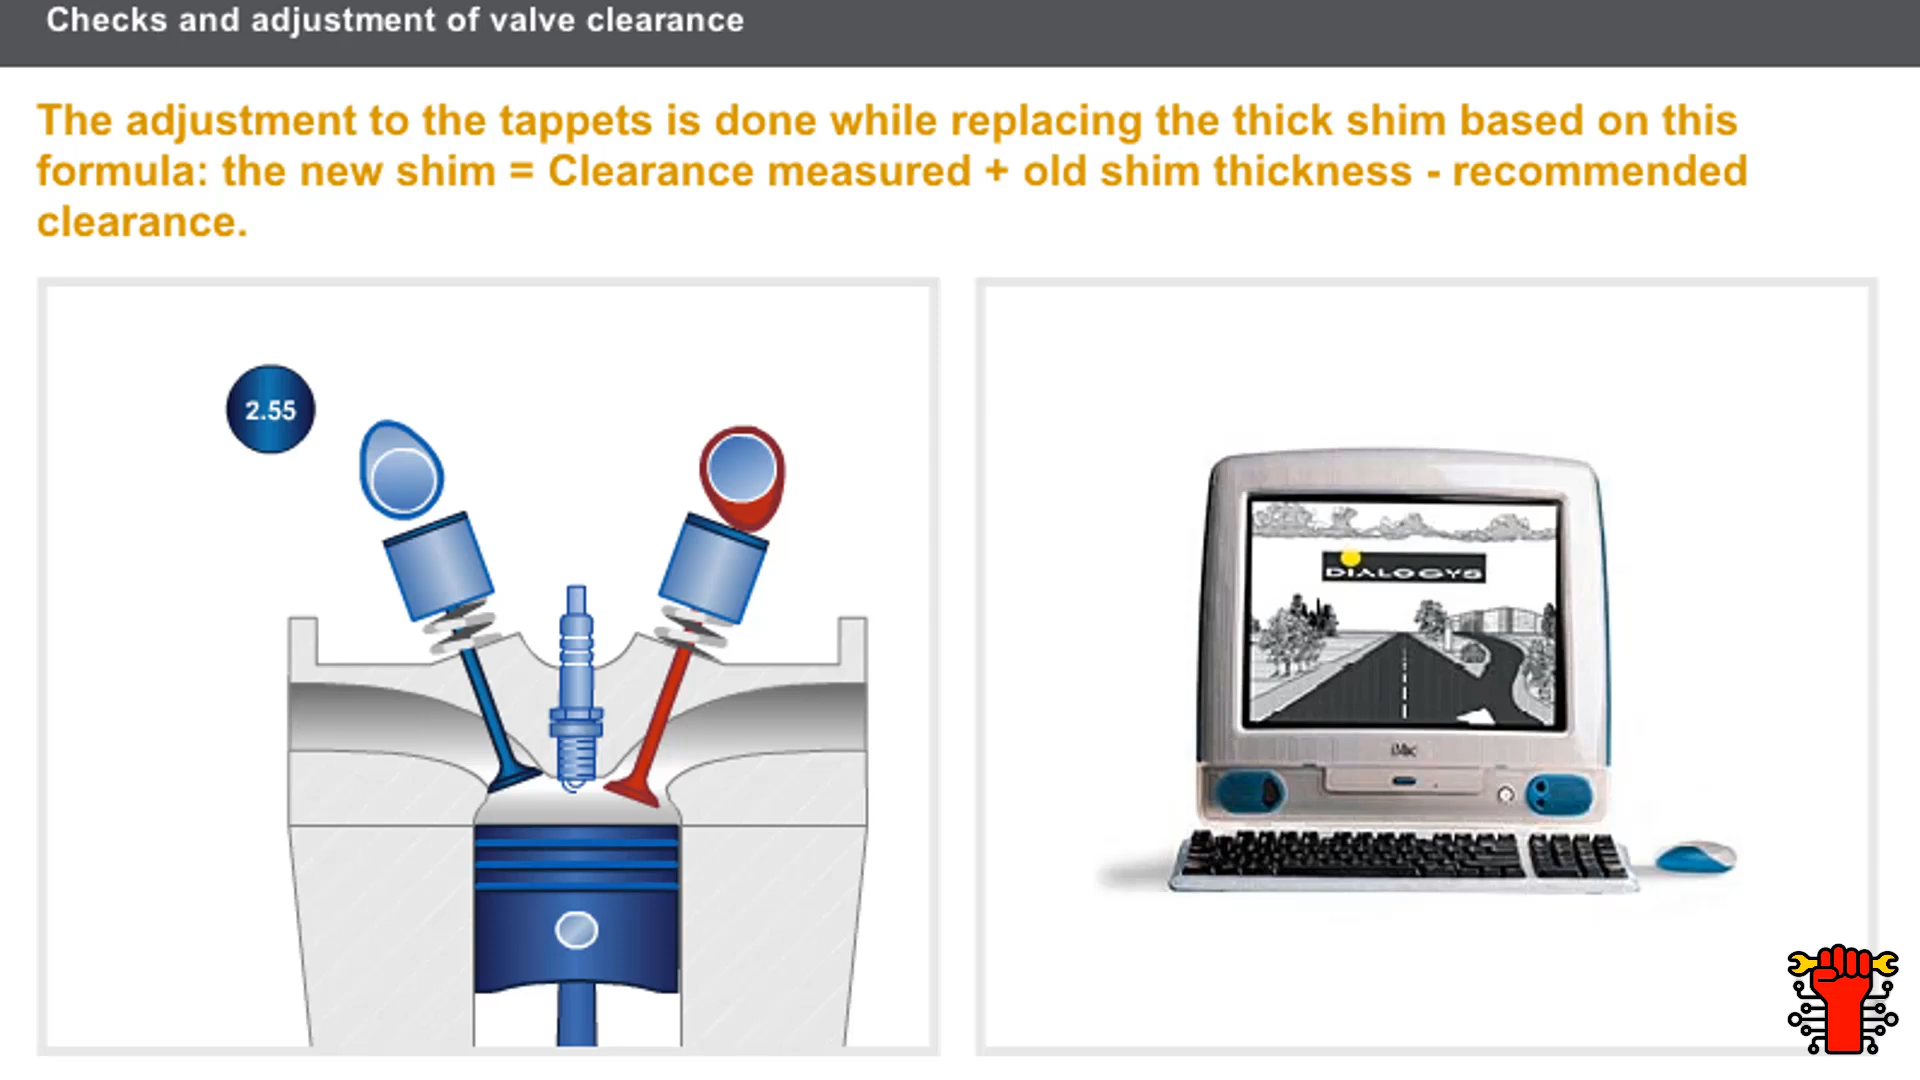 Checks and adjustment of valve clearance
The adjustment to the tappets is done while replacing the thick shim based on this
formula: the new shim = Clearance measured + old shim thickness - recommended
clearance.
2.55
DIALOGYS
iMac